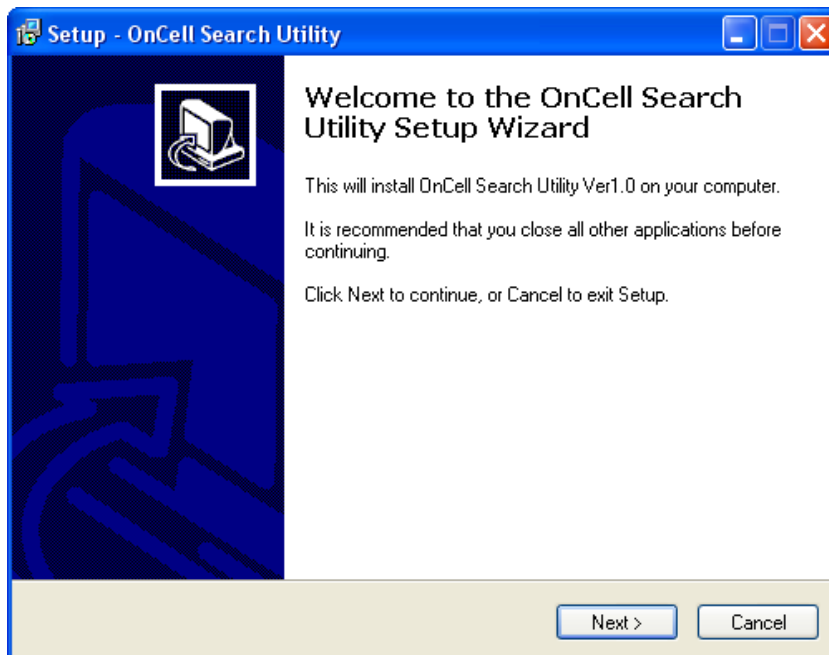 Setup - OnCell Search Utility
Welcome to the OnCell Search
Utility Setup Wizard
This will install OnCell Search Utility Ver1.0 on your computer.
It is recommended that you close all other applications before
continuing.
Click Next to continue, or Cancel to exit Setup.
Next >
Cancel